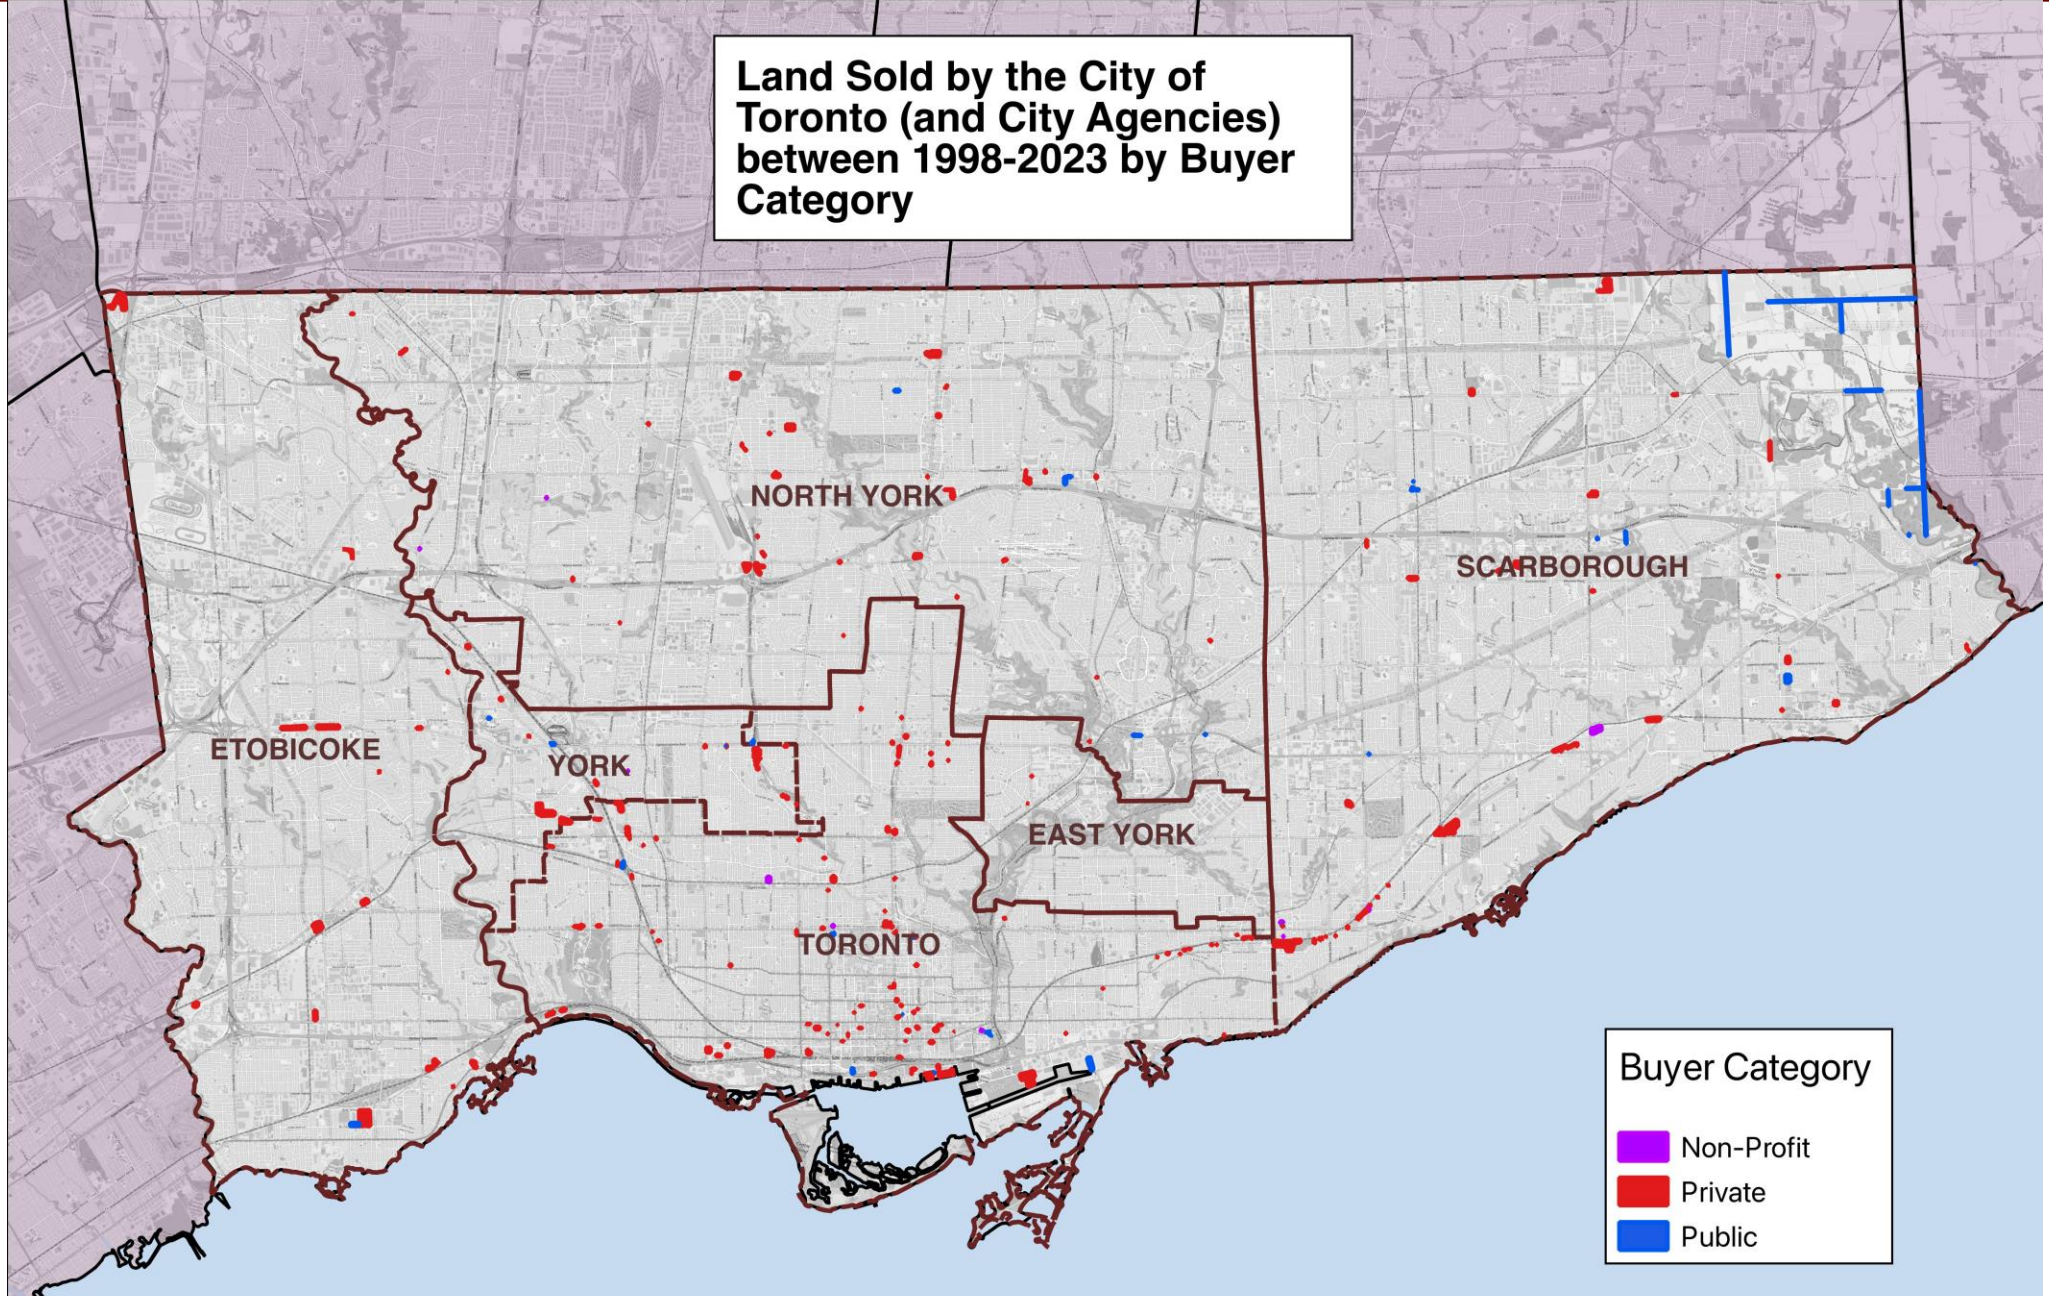 Land Sold by the City of
Toronto (and City Agencies)
between 1998-2023 by Buyer
Category
NORTH YORK
SCARBOROUGH
ETOBICOKE
YORK
EAST YORK
TORONTO
Buyer Category
Non-Profit
Private
Public